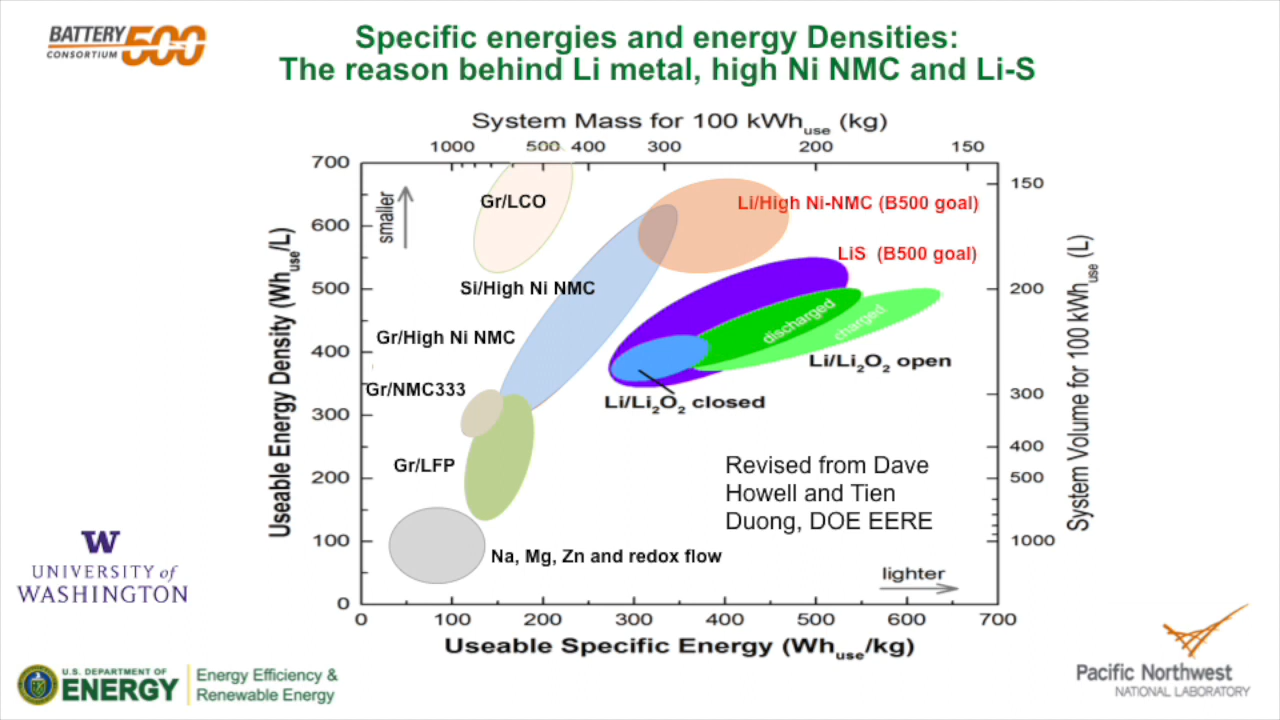 BATTERY 500
CONSORTIUM
Specific energies and energy Densities:
The reason behind Li metal, high Ni NMC and Li-S
System Mass for 100 kWh_use (kg)
1000 500 400 300 200 150
700
600
500
400
300
200
100
0
Useable Energy Density (Wh_use/L)
smaller
Gr/LCO
Li/High Ni-NMC (B500 goal)
LiS (B500 goal)
Si/High Ni NMC
discharged
charged
Gr/High Ni NMC
Li/Li₂O₂ open
Gr/NMC333
Li/Li₂O₂ closed
Gr/LFP
Revised from Dave
Howell and Tien
Duong, DOE EERE
Na, Mg, Zn and redox flow
lighter
150
200
300
400
500
1000
System Volume for 100 kWh_use (L)
0 100 200 300 400 500 600 700
Useable Specific Energy (Wh_use/kg)
W
UNIVERSITY of
WASHINGTON
U.S. DEPARTMENT OF
ENERGY
Energy Efficiency &
Renewable Energy
Pacific Northwest
NATIONAL LABORATORY